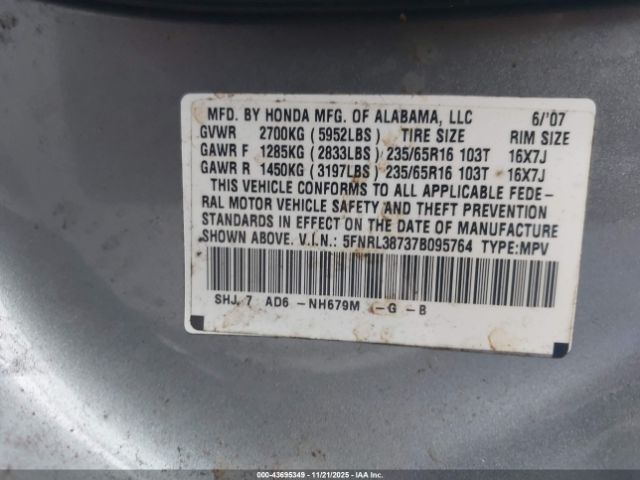 MFD. BY HONDA MFG. OF ALABAMA, LLC 6/'07
GVWR 2700KG (5952LBS) TIRE SIZE RIM SIZE
GAWR F 1285KG (2833LBS) 235/65R16 103T 16X7J
GAWR R 1450KG (3197LBS) 235/65R16 103T 16X7J
THIS VEHICLE CONFORMS TO ALL APPLICABLE FEDE-
RAL MOTOR VEHICLE SAFETY AND THEFT PREVENTION
STANDARDS IN EFFECT ON THE DATE OF MANUFACTURE
SHOWN ABOVE. V.I.N.: 5FNRL38737B095764 TYPE:MPV
SHJ, 7 AD6 -NH679M -G -B
000-43695349 - 11/21/2025 - IAAI.com